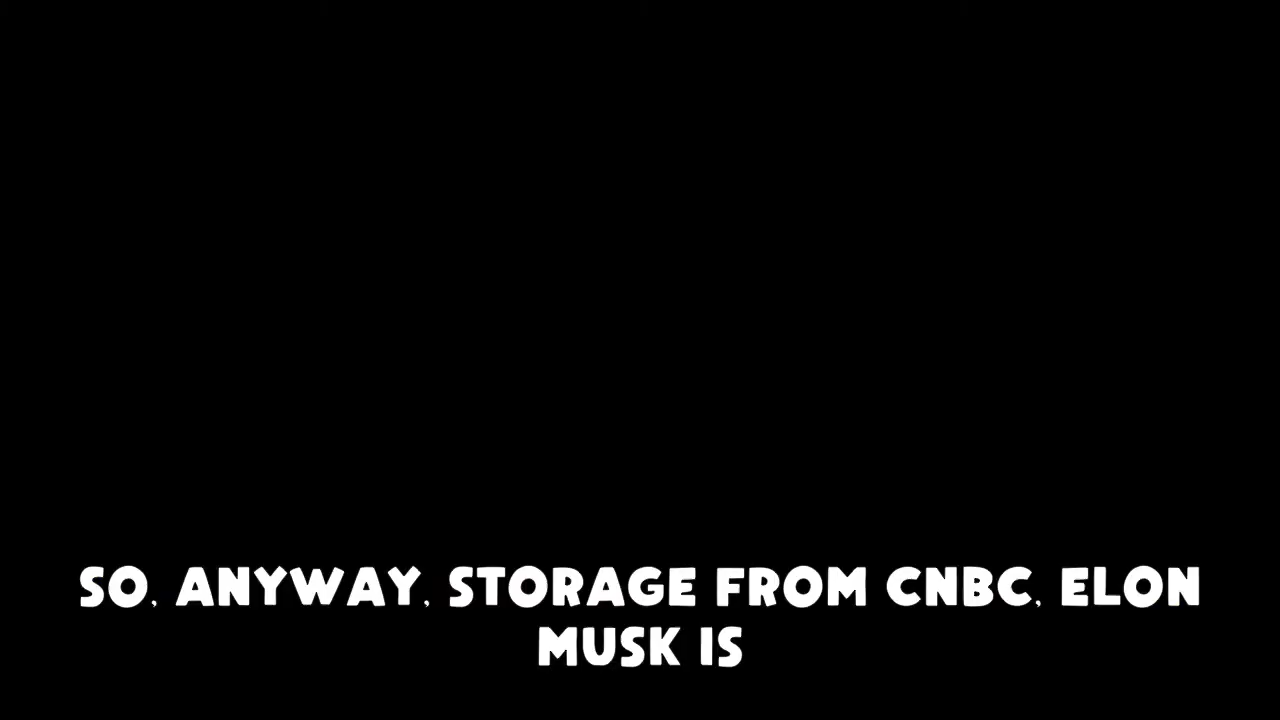 SO, ANYWAY, STORAGE FROM CNBC, ELON
MUSK IS